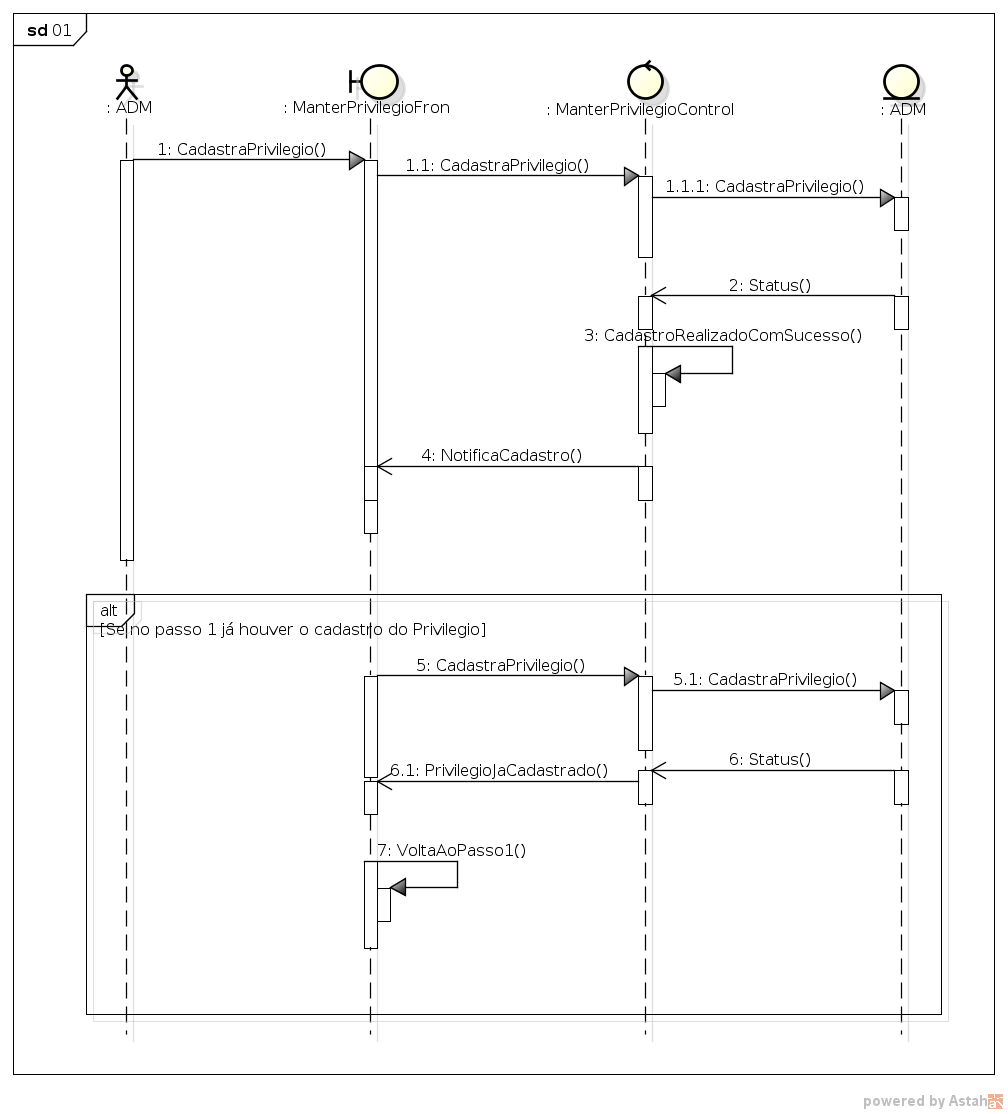 sd 01
: ADM
: ManterPrivilegioFron
: ManterPrivilegioControl
: ADM
1: CadastraPrivilegio()
1.1: CadastraPrivilegio()
1.1.1: CadastraPrivilegio()
2: Status()
3: CadastroRealizadoComSucesso()
4: NotificaCadastro()
alt
[Se no passo 1 já houver o cadastro do Privilegio]
5: CadastraPrivilegio()
5.1: CadastraPrivilegio()
6: Status()
6.1: PrivilegioJaCadastrado()
7: VoltaAoPasso1()
powered by Astah